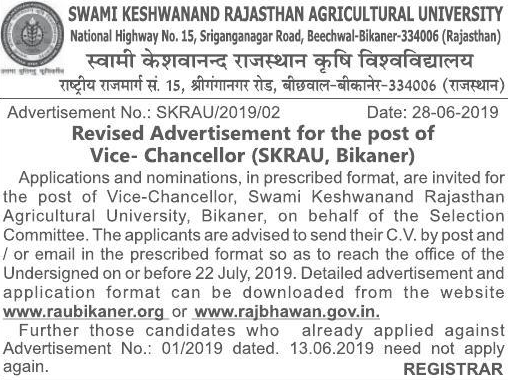 SWAMI KESHWANAND RAJASTHAN AGRICULTURAL UNIVERSITY
National Highway No. 15, Sriganganagar Road, Beechwal-Bikaner-334006 (Rajasthan)
स्वामी केशवानन्द राजस्थान कृषि विश्वविद्यालय
राष्ट्रीय राजमार्ग सं. 15, श्रीगंगानगर रोड, बीछवाल-बीकानेर-334006 (राजस्थान)
Advertisement No.: SKRAU/2019/02 Date: 28-06-2019
Revised Advertisement for the post of
Vice- Chancellor (SKRAU, Bikaner)
Applications and nominations, in prescribed format, are invited for
the post of Vice-Chancellor, Swami Keshwanand Rajasthan
Agricultural University, Bikaner, on behalf of the Selection
Committee. The applicants are advised to send their C.V. by post and
/ or email in the prescribed format so as to reach the office of the
Undersigned on or before 22 July, 2019. Detailed advertisement and
application format can be downloaded from the website
www.raubikaner.org or www.rajbhawan.gov.in.
Further those candidates who already applied against
Advertisement No.: 01/2019 dated. 13.06.2019 need not apply
again. REGISTRAR